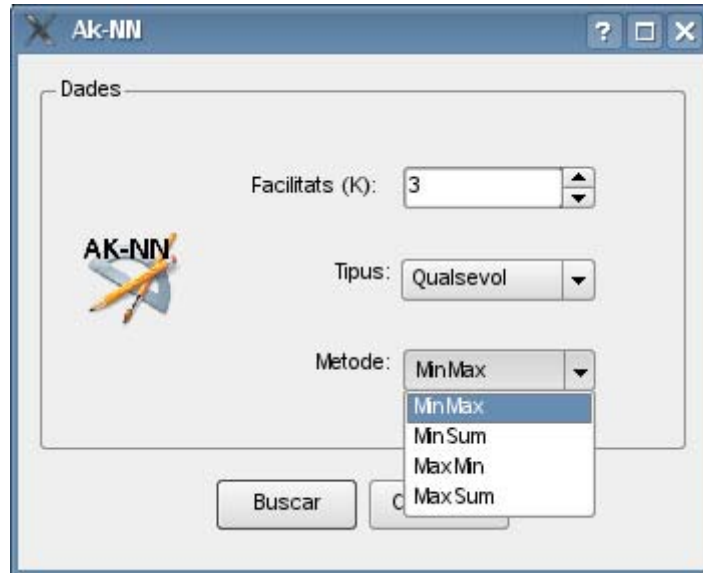 Ak-NN
Dades
Facilitats (K): 3
AK-NN
Tipus: Qualsevol
Metode: MinMax
MinMax
MinSum
MaxMin
MaxSum
Buscar